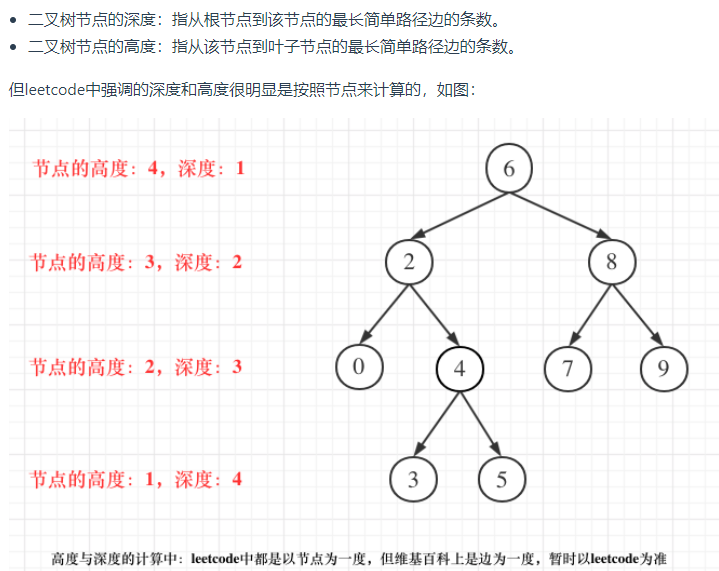 二叉树节点的深度：指从根节点到该节点的最长简单路径边的条数。
二叉树节点的高度：指从该节点到叶子节点的最长简单路径边的条数。
但leetcode中强调的深度和高度很明显是按照节点来计算的，如图：
节点的高度：4，深度：1
6
节点的高度：3，深度：2
2
8
节点的高度：2，深度：3
0
4
7
9
节点的高度：1，深度：4
3
5
高度与深度的计算中：leetcode中都是以节点为一度，但维基百科上是边为一度，暂时以leetcode为准